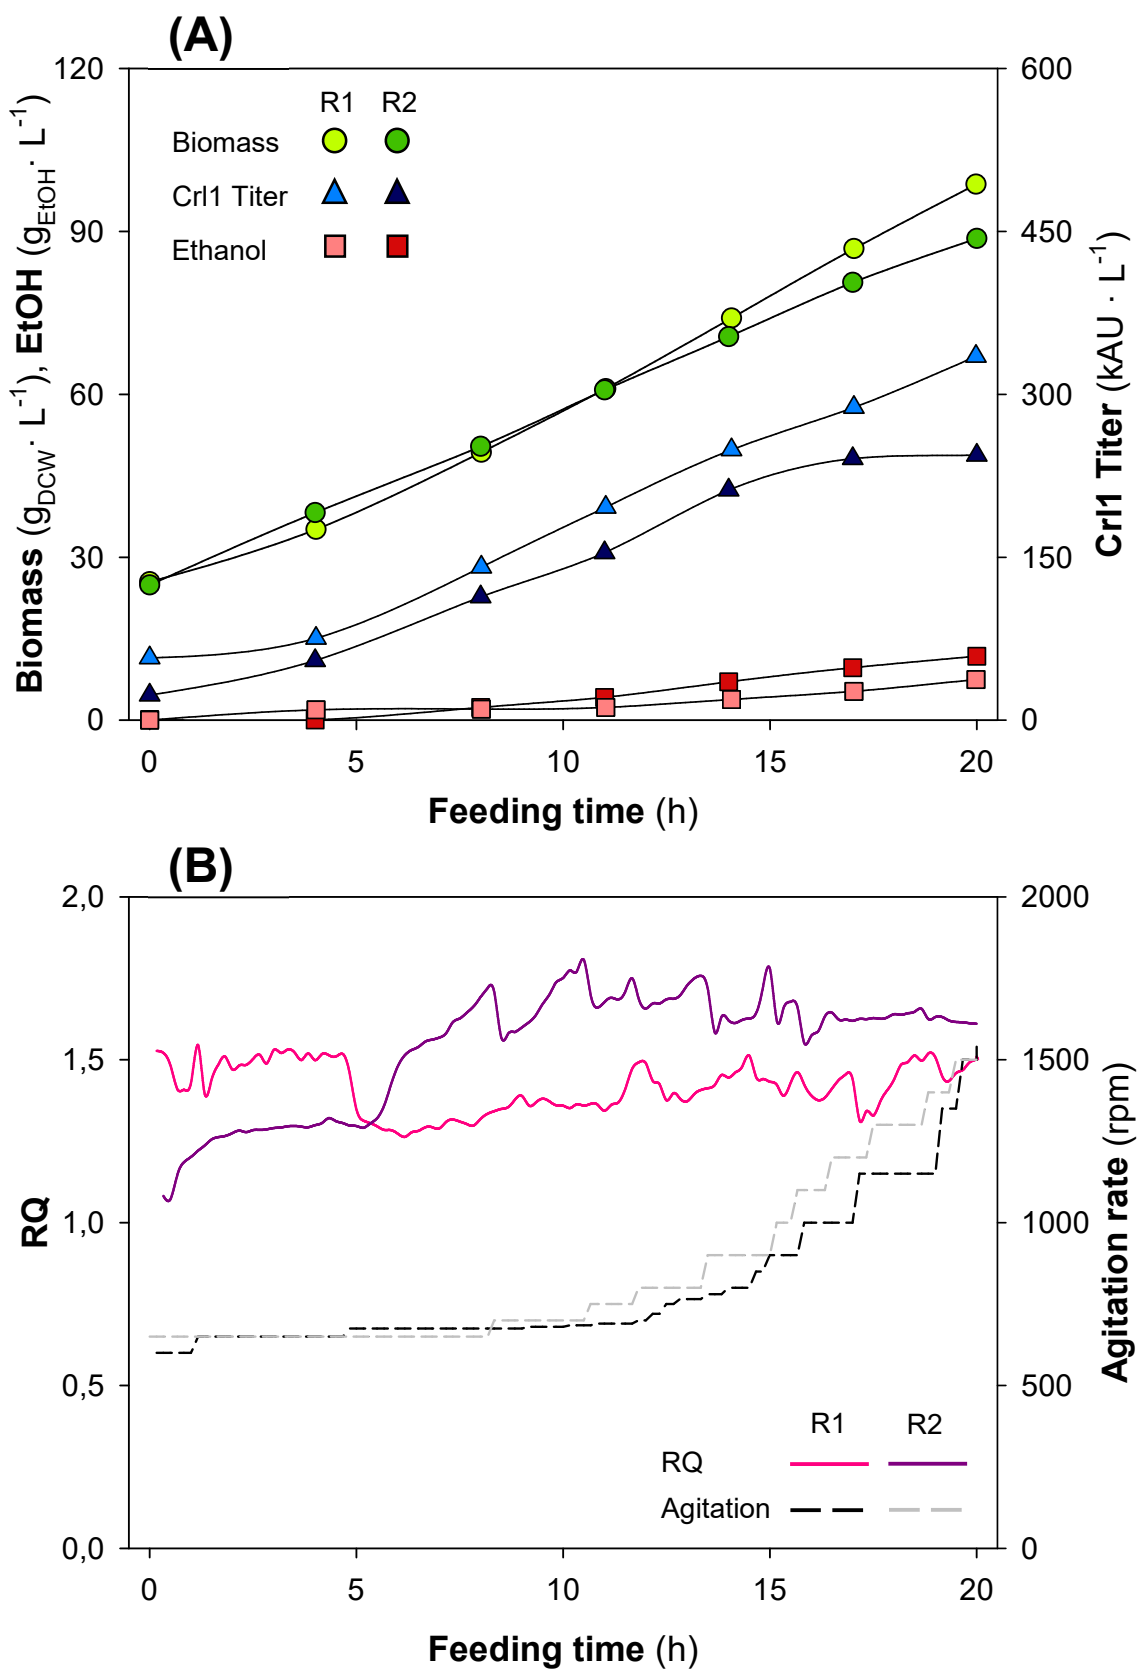 (A)
120
90
60
30
0
600
450
300
150
0
R1 R2
Biomass
Crl1 Titer
Ethanol
Biomass (gDCW· L-1), EtOH (gEtOH· L-1)
Crl1 Titer (kAU · L-1)
0 5 10 15 20
Feeding time (h)
(B)
2,0
1,5
1,0
0,5
0,0
2000
1500
1000
500
0
RQ
Agitation rate (rpm)
R1 R2
RQ
Agitation
0 5 10 15 20
Feeding time (h)